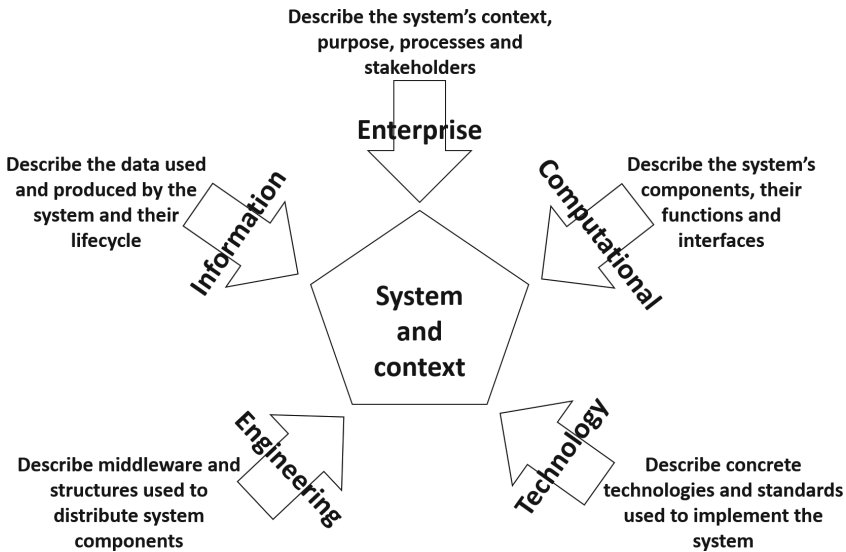 Describe the system's context,
purpose, processes and
stakeholders
Enterprise
Describe the data used
and produced by the
system and their
lifecycle
Information
Computational
Describe the system's
components, their
functions and
interfaces
System
and
context
Engineering
Describe middleware and
structures used to
distribute system
components
Technology
Describe concrete
technologies and standards
used to implement the
system